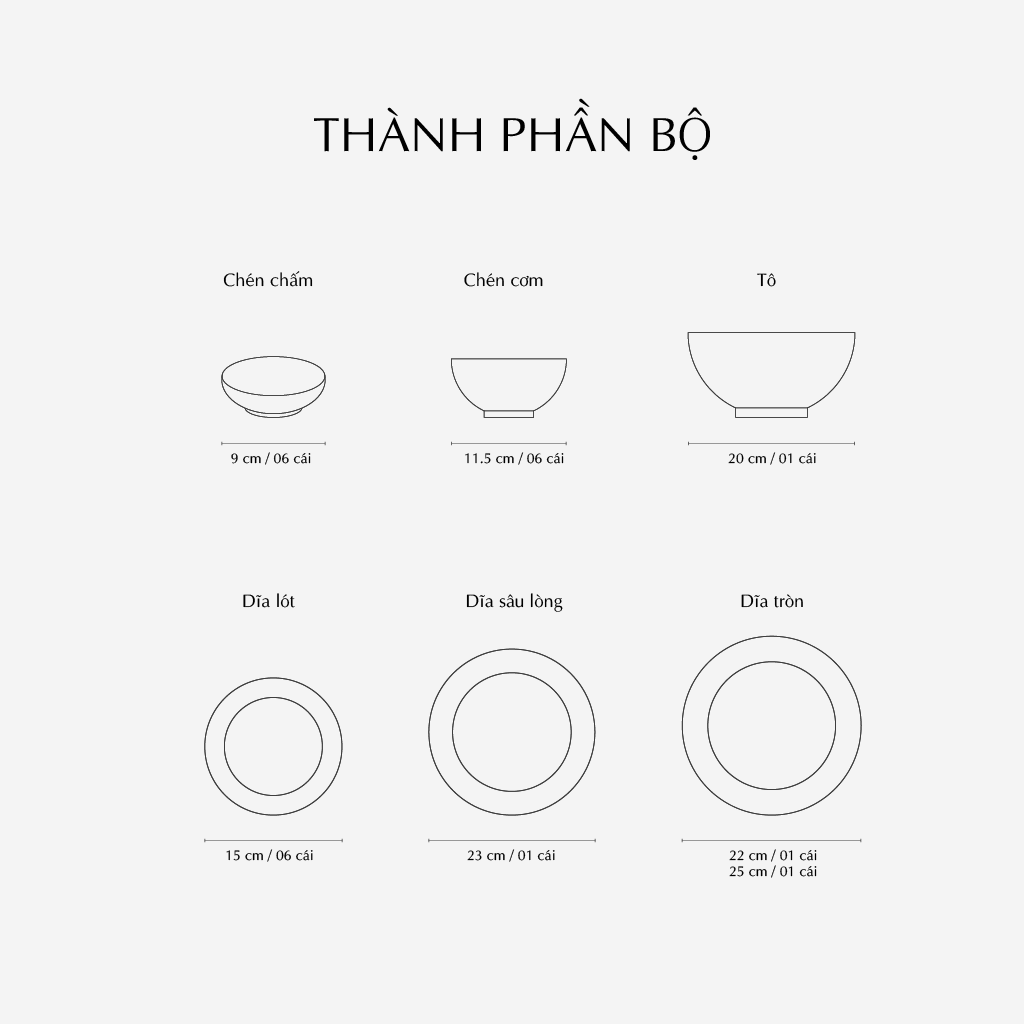 THÀNH PHẦN BỘ
Chén chấm
Chén cơm
Tô
9 cm / 06 cái
11.5 cm / 06 cái
20 cm / 01 cái
Dĩa lót
Dĩa sâu lòng
Dĩa tròn
15 cm / 06 cái
23 cm / 01 cái
22 cm / 01 cái
25 cm / 01 cái